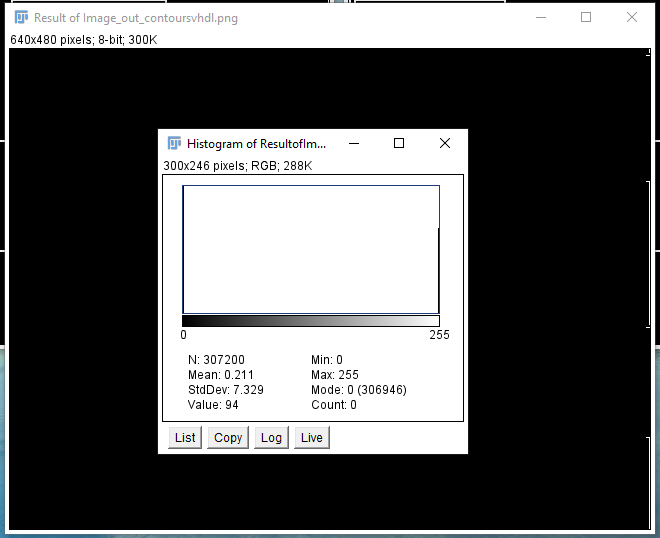 Result of Image_out_contoursvhdl.png
640x480 pixels; 8-bit; 300K
Histogram of ResultofIm...
300x246 pixels; RGB; 288K
0 255
N: 307200 Min: 0
Mean: 0.211 Max: 255
StdDev: 7.329 Mode: 0 (306946)
Value: 94 Count: 0
List Copy Log Live